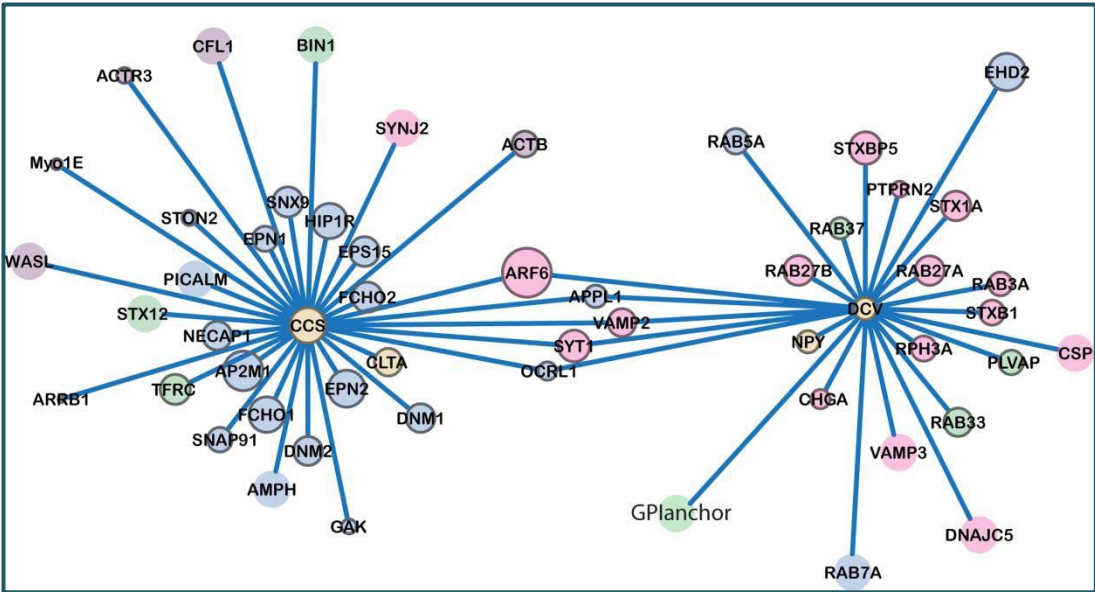 CFL1
BIN1
ACTR3
EHD2
SYNJ2
RAB5A
ACTB
STXBP5
Myo1E
PTPRN2
SNX9
STX1A
STON2
HIP1R
RAB37
EPN1
EPS15
WASL
ARF6
RAB27B
RAB27A
PICALM
RAB3A
FCHO2
APPL1
DCV
STX12
CCS
VAMP2
STXB1
NECAP1
NPY
SYT1
RPH3A
CSP
CLTA
PLVAP
AP2M1
OCRL1
TFRC
EPN2
ARRB1
CHGA
FCHO1
DNM1
RAB33
SNAP91
DNM2
VAMP3
AMPH
GPIanchor
GAK
DNAJC5
RAB7A